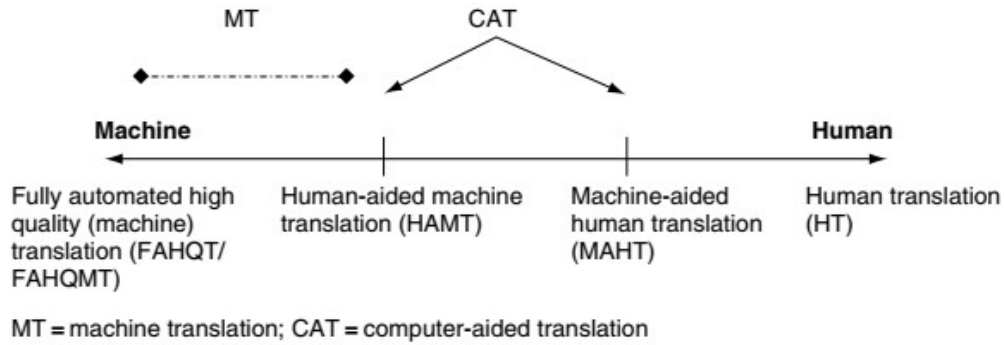 MT
CAT
Machine
Human
Fully automated high
quality (machine)
translation (FAHQT/
FAHQMT)
Human-aided machine
translation (HAMT)
Machine-aided
human translation
(MAHT)
Human translation
(HT)
MT = machine translation; CAT = computer-aided translation